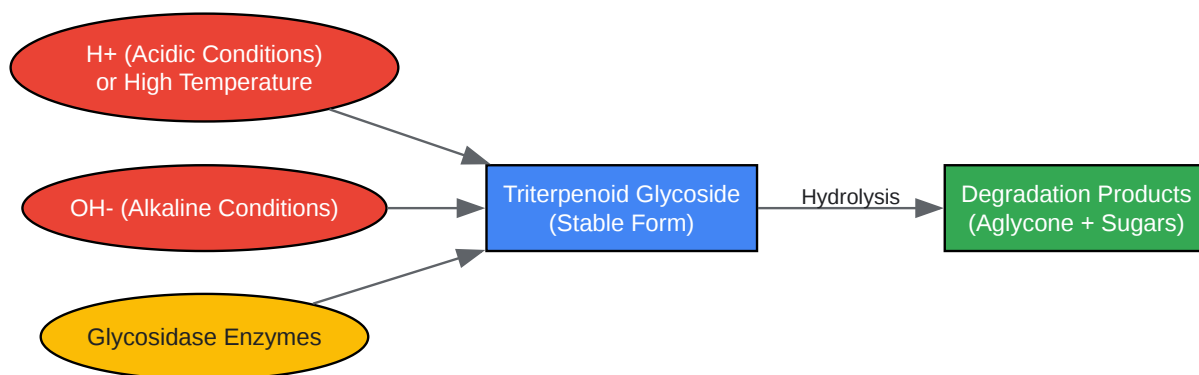 H+ (Acidic Conditions)
or High Temperature
OH- (Alkaline Conditions)
Glycosidase Enzymes
Triterpenoid Glycoside
(Stable Form)
Hydrolysis
Degradation Products
(Aglycone + Sugars)